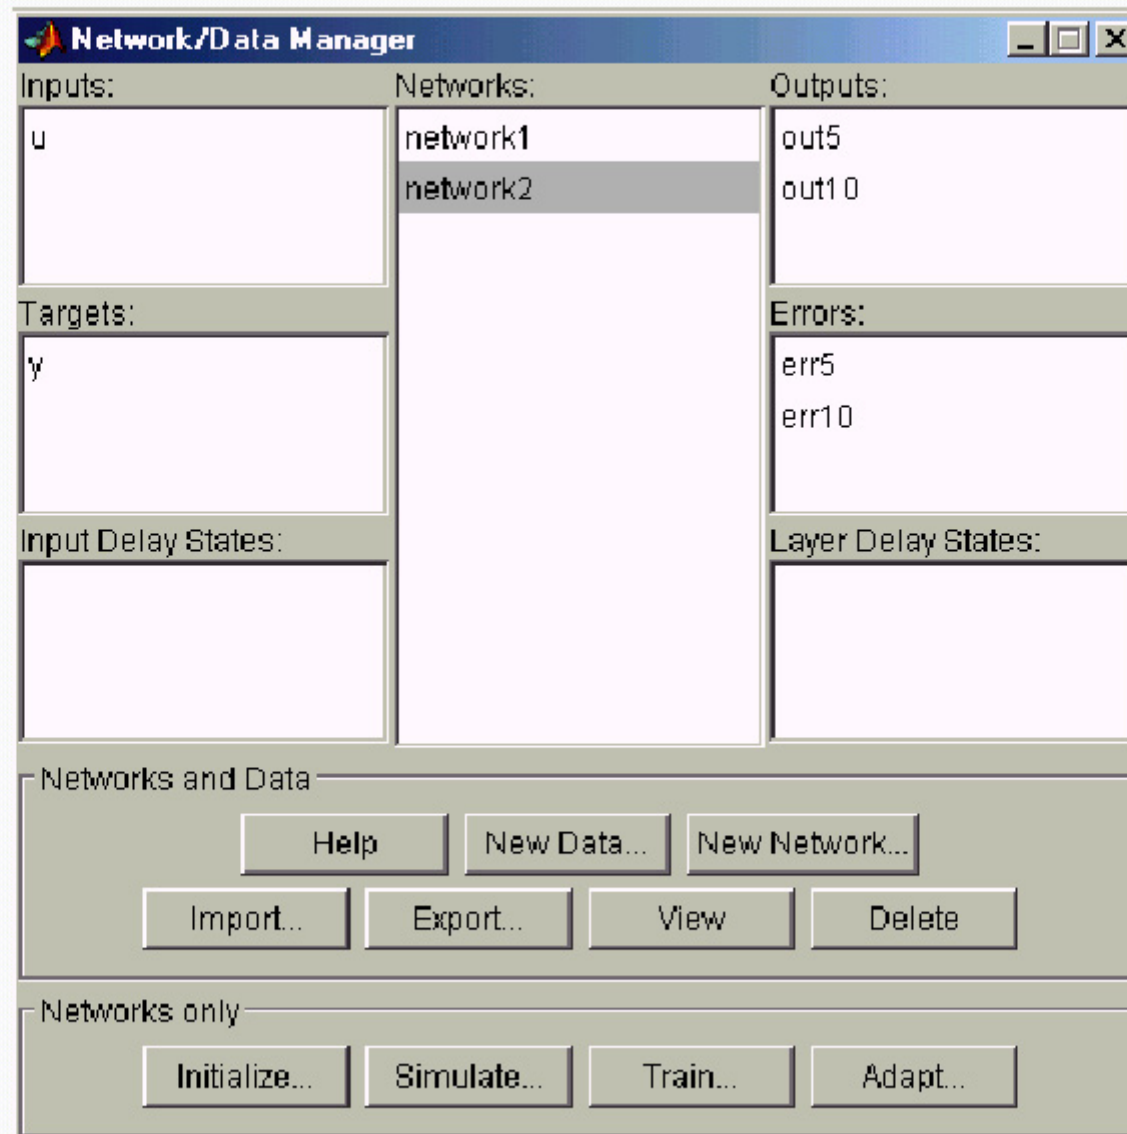 Network/Data Manager
Inputs:
u
Networks:
network1
network2
Outputs:
out5
out10
Targets:
y
Errors:
err5
err10
Input Delay States:
Layer Delay States:
Networks and Data
Help
New Data...
New Network...
Import...
Export...
View
Delete
Networks only
Initialize...
Simulate...
Train...
Adapt...